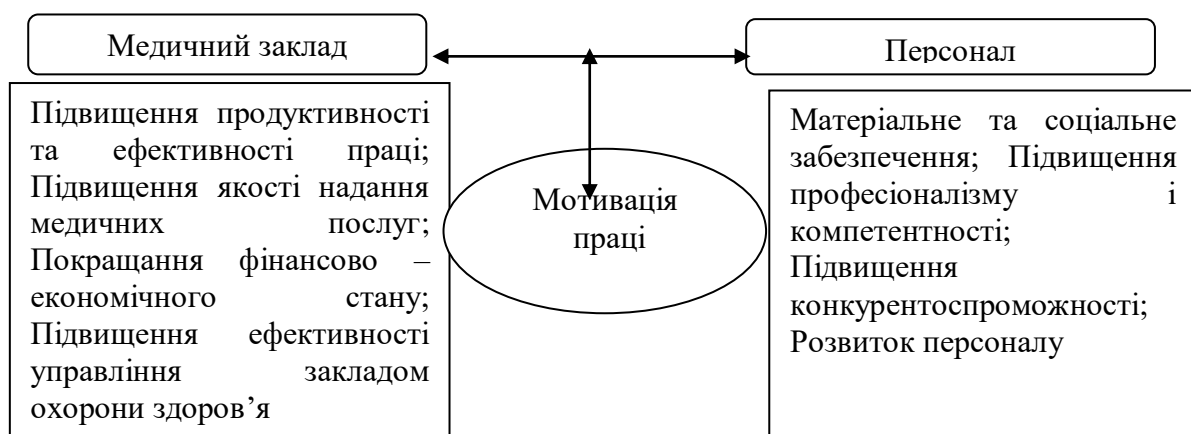 Медичний заклад
Персонал
Підвищення продуктивності
та ефективності праці;
Підвищення якості надання
медичних послуг;
Покращання фінансово –
економічного стану;
Підвищення ефективності
управління закладом
охорони здоров’я
Мотивація
праці
Матеріальне та соціальне
забезпечення; Підвищення
професіоналізму і
компетентності;
Підвищення
конкурентоспроможності;
Розвиток персоналу